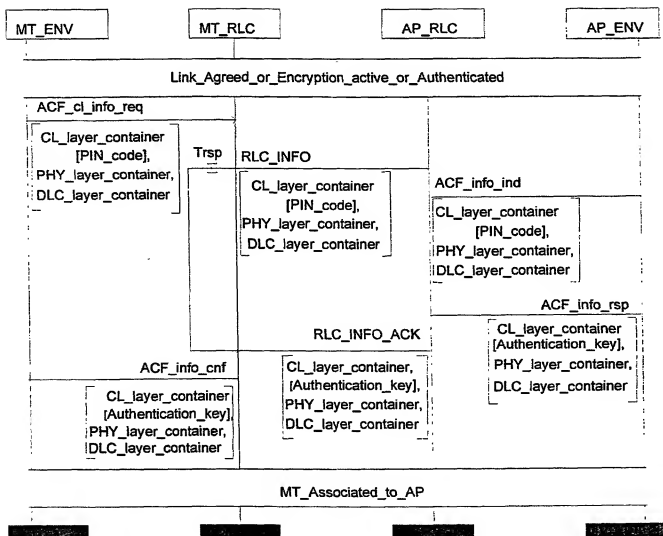 MT_ENV MT_RLC AP_RLC AP_ENV
Link_Agreed_or_Encryption_active_or_Authenticated
ACF_cl_info_req
CL_layer_container
[PIN_code],
PHY_layer_container,
DLC_layer_container
Trsp
RLC_INFO
CL_layer_container
[PIN_code],
PHY_layer_container,
DLC_layer_container
ACF_info_ind
CL_layer_container
[PIN_code],
PHY_layer_container,
DLC_layer_container
ACF_info_rsp
CL_layer_container
[Authentication_key],
PHY_layer_container,
DLC_layer_container
RLC_INFO_ACK
CL_layer_container,
[Authentication_key],
PHY_layer_container,
DLC_layer_container
ACF_info_cnf
CL_layer_container
[Authentication_key],
PHY_layer_container,
DLC_layer_container
MT_Associated_to_AP